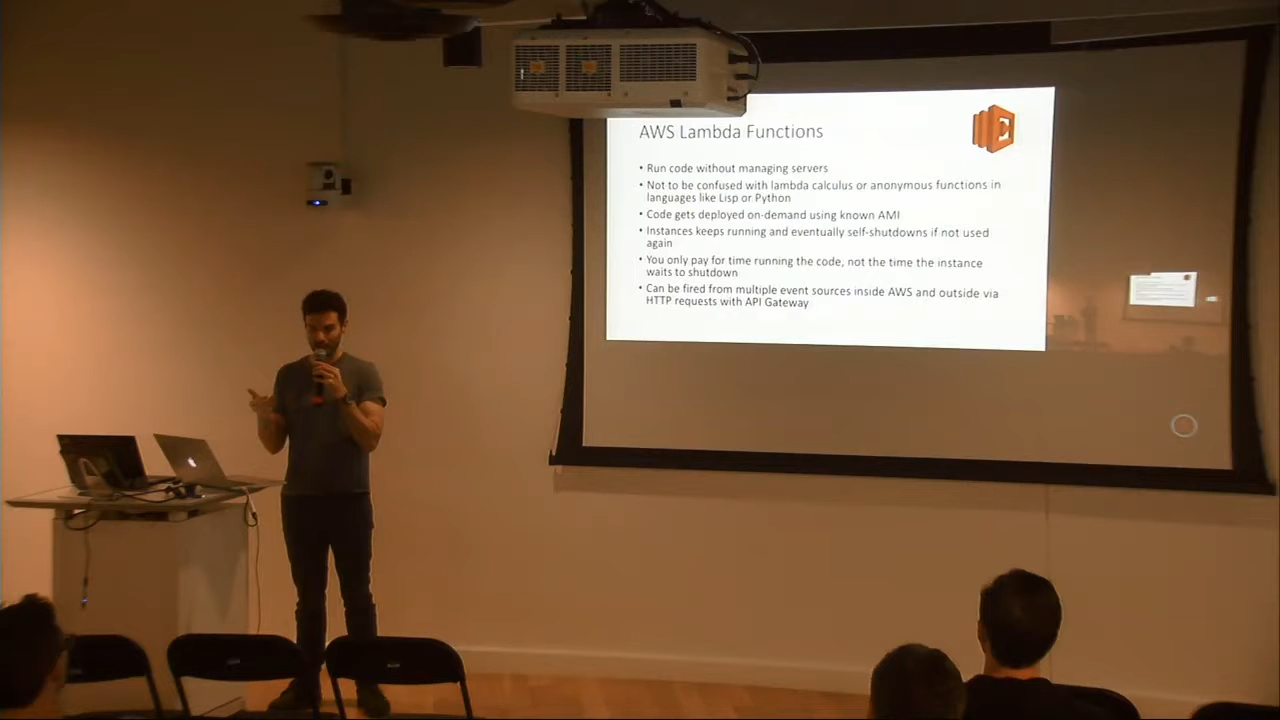 AWS Lambda Functions
• Run code without managing servers
• Not to be confused with lambda calculus or anonymous functions in
languages like Lisp or Python
• Code gets deployed on-demand using known AMI
• Instances keeps running and eventually self-shutdowns if not used
again
• You only pay for time running the code, not the time the instance
waits to shutdown
• Can be fired from multiple event sources inside AWS and outside via
HTTP requests with API Gateway